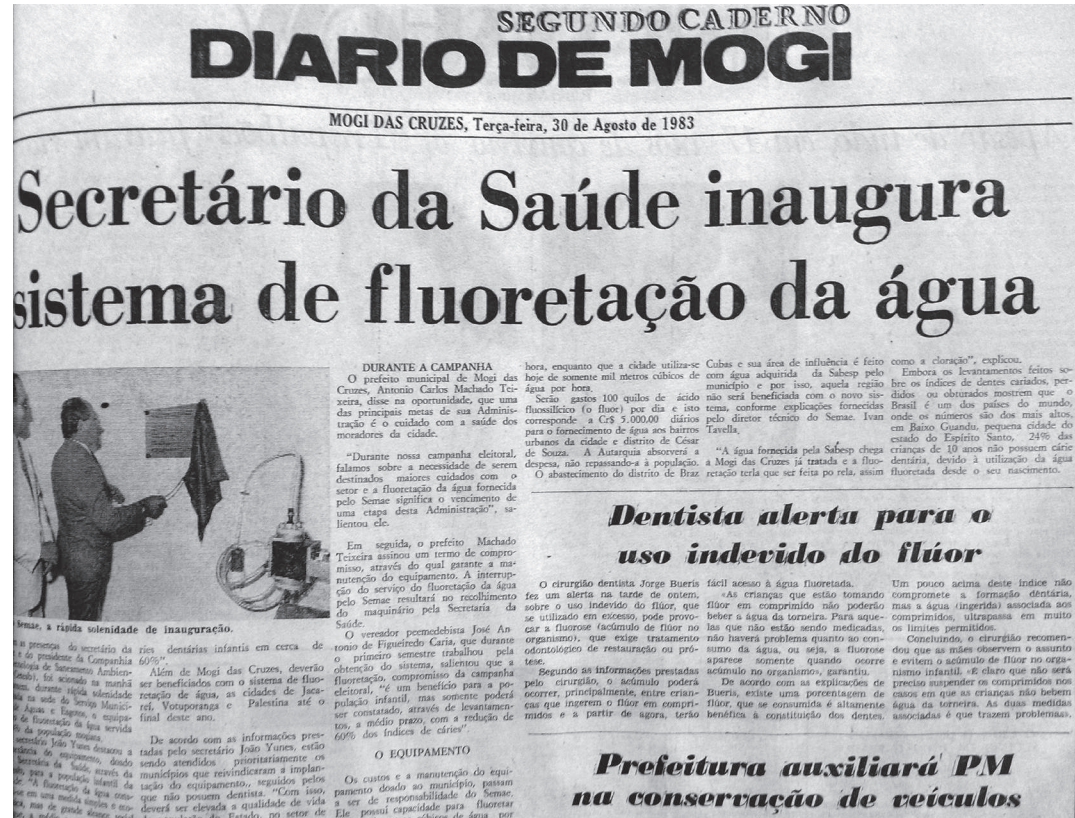 SEGUNDO CADERNO
DIARIO DE MOGI
MOGI DAS CRUZES, Terça-feira, 30 de Agosto de 1983
Secretário da Saúde inaugura
sistema de fluoretação da água
Semae, a rápida solenidade de inauguração.
ries dentárias infantis em cerca de
60%".
Além de Mogi das Cruzes, deverão
ser beneficiados com o sistema de fluo-
retação de água, as cidades de Jaca-
reí, Votuporanga e Palestina até o
final deste ano.
De acordo com as informações pres-
tadas pelo secretário João Yunes, estão
sendo atendidos prioritariamente os
municípios que reivindicaram a implan-
tação do equipamento, seguidos pelos
que não possuem dentista. "Com isso,
deverá ser elevada a qualidade de vida
Estado, no setor de
DURANTE A CAMPANHA
O prefeito municipal de Mogi das
Cruzes, Antonio Carlos Machado Tei-
xeira, disse na oportunidade, que uma
das principais metas de sua Adminis-
tração é o cuidado com a saúde dos
moradores da cidade.
"Durante nossa campanha eleitoral,
falamos sobre a necessidade de serem
destinados maiores cuidados com o
setor e a fluoretação da água fornecida
pelo Semae significa o vencimento de
uma etapa desta Administração", sa-
lientou ele.
Em seguida, o prefeito Machado
Teixeira assinou um termo de compro-
misso, através do qual garante a ma-
nutenção do equipamento. A interrup-
ção do serviço do fluoretação da água
pelo Semae resultará no recolhimento
do maquinário pela Secretaria da
Saúde.
O vereador peemedebista José An-
tonio de Figueirêdo Caria, que durante
o primeiro semestre trabalhou pela
obtenção do sistema, salientou que a
fluoretação, compromisso da campanha
eleitoral, "é um benefício para a po-
pulação infantil, mas somente poderá
ser constatado, através de levantamen-
tos, a médio prazo, com a redução de
60% dos índices de cáries".
O EQUIPAMENTO
Os custos e a manutenção do equi-
pamento doado ao município, passam
a ser de responsabilidade do Semae.
Ele possui capacidade para fluoretar
cúbicos de água por
hora, enquanto que a cidade utiliza-se
hoje de somente mil metros cúbicos de
água por hora.
Serão gastos 100 quilos de ácido
fluossilícico (o flúor) por dia e isto
corresponde a Cr$ 5.000,00 diários
para o fornecimento de água aos bairros
urbanos da cidade e distrito de César
de Souza. A Autarquia absorverá a
despesa, não repassando-a à população.
O abastecimento do distrito de Braz
Cubas e sua área de influência é feito
com água adquirida da Sabesp pelo
município e por isso, aquela região
não será beneficiada com o novo sis-
tema, conforme explicações fornecidas
pelo diretor técnico do Semae, Ivan
Tavella.
"A água fornecida pela Sabesp chega
a Mogi das Cruzes já tratada e a fluo-
retação teria que ser feita po rela, assim
como a cloração", explicou.
Embora os levantamentos feitos so-
bre os índices de dentes cariados, per-
didos ou obturados mostrem que o
Brasil é um dos países do mundo,
onde os números são dos mais altos,
em Baixo Guandu, pequena cidade do
estado do Espírito Santo, 24% das
crianças de 10 anos não possuem cárie
dentária, devido à utilização da água
fluoretada desde o seu nascimento.
Dentista alerta para o
uso indevido do flúor
O cirurgião dentista Jorge Bueris
fez um alerta na tarde de ontem,
sobre o uso indevido do flúor, que
se utilizado em excesso, pode provo-
car a fluorose (acúmulo de flúor no
organismo), que exige tratamento
odontológico de restauração ou pró-
tese.
Segundo as informações prestadas
pelo cirurgião, o acúmulo poderá
ocorrer, principalmente, entre crian-
ças que ingerem o flúor em compri-
midos e a partir de agora, terão
fácil acesso à água fluoretada.
«As crianças que estão tomando
flúor em comprimido não poderão
beber a água da torneira. Para aque-
las que não estão sendo medicadas,
não haverá problema quanto ao con-
sumo da água, ou seja, a fluorose
aparece somente quando ocorre
acúmulo no organismo», garantiu.
De acordo com as explicações de
Bueris, existe uma porcentagem de
flúor, que se consumida é altamente
benéfica à constituição dos dentes.
Um pouco acima deste índice não
compromete a formação dentária,
mas a água (ingerida) associada aos
comprimidos, ultrapassa em muito
os limites permitidos.
Concluindo, o cirurgião recomen-
dou que as mães observem o assunto
e evitem o acúmulo de flúor no orga-
nismo infantil. «É claro que não será
preciso suspender os comprimidos nos
casos em que as crianças não bebem
água da torneira. As duas medidas
associadas é que trazem problemas».
Prefeitura auxiliará PM
na conservação de veículos